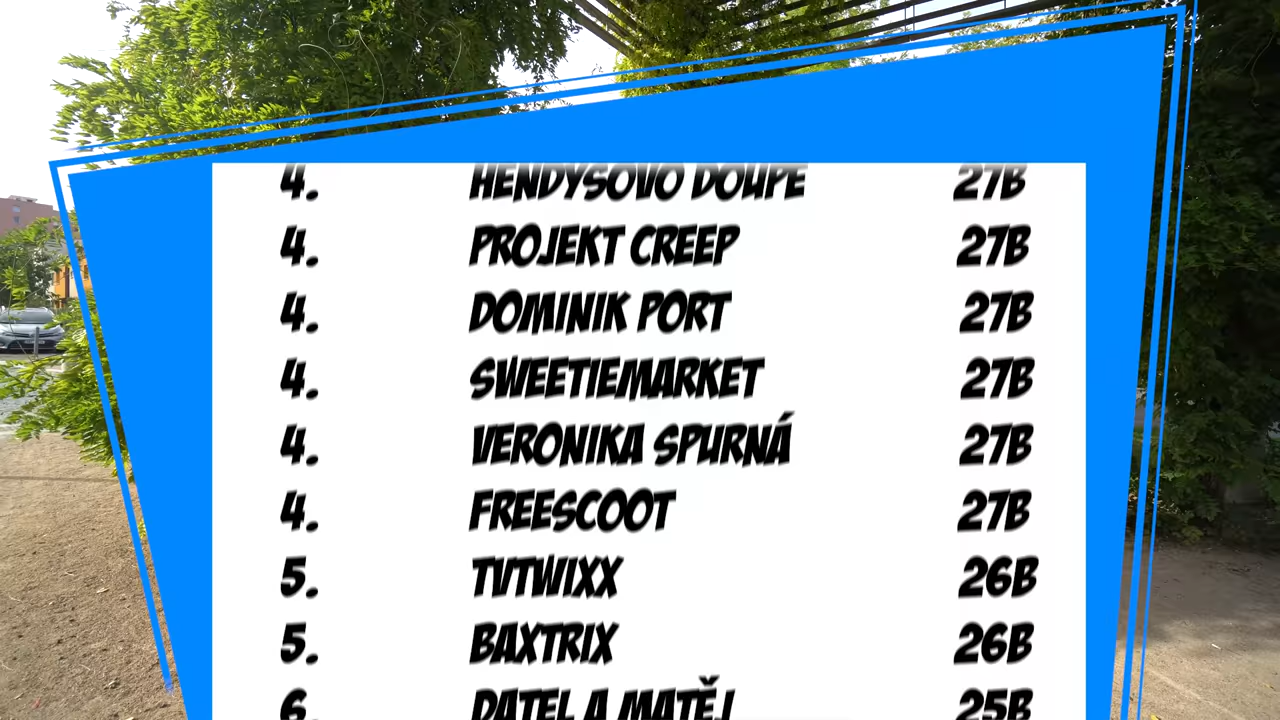 4. HENDYSOVO DOUPE 27B
4. PROJEKT CREEP 27B
4. DOMINIK PORT 27B
4. SWEETIEMARKET 27B
4. VERONIKA SPURNÁ 27B
4. FREESCOOT 27B
5. TVTWIXX 26B
5. BAXTRIX 26B
6. DATEL A MATĚJ 25B